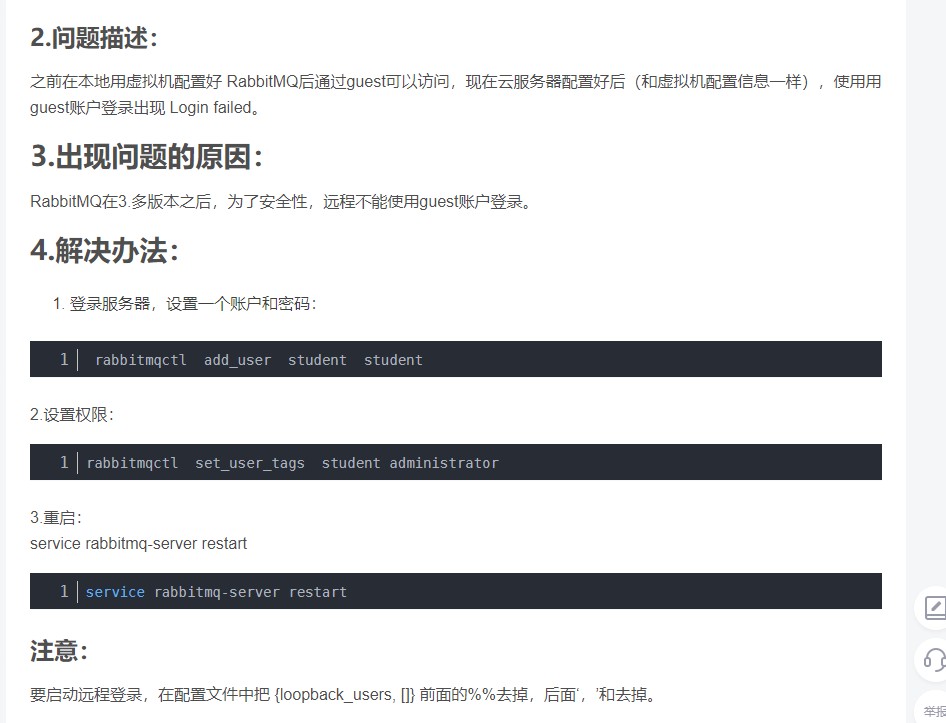 2.问题描述：
之前在本地用虚拟机配置好 RabbitMQ后通过guest可以访问，现在云服务器配置好后（和虚拟机配置信息一样），使用用
guest账户登录出现 Login failed。
3.出现问题的原因：
RabbitMQ在3.多版本之后，为了安全性，远程不能使用guest账户登录。
4.解决办法：
1. 登录服务器，设置一个账户和密码：
1 rabbitmqctl  add_user  student  student
2.设置权限：
1 rabbitmqctl  set_user_tags  student administrator
3.重启：
service rabbitmq-server restart
1 service rabbitmq-server restart
注意：
要启动远程登录，在配置文件中把 {loopback_users, []} 前面的%%去掉，后面‘，’和去掉。
举报